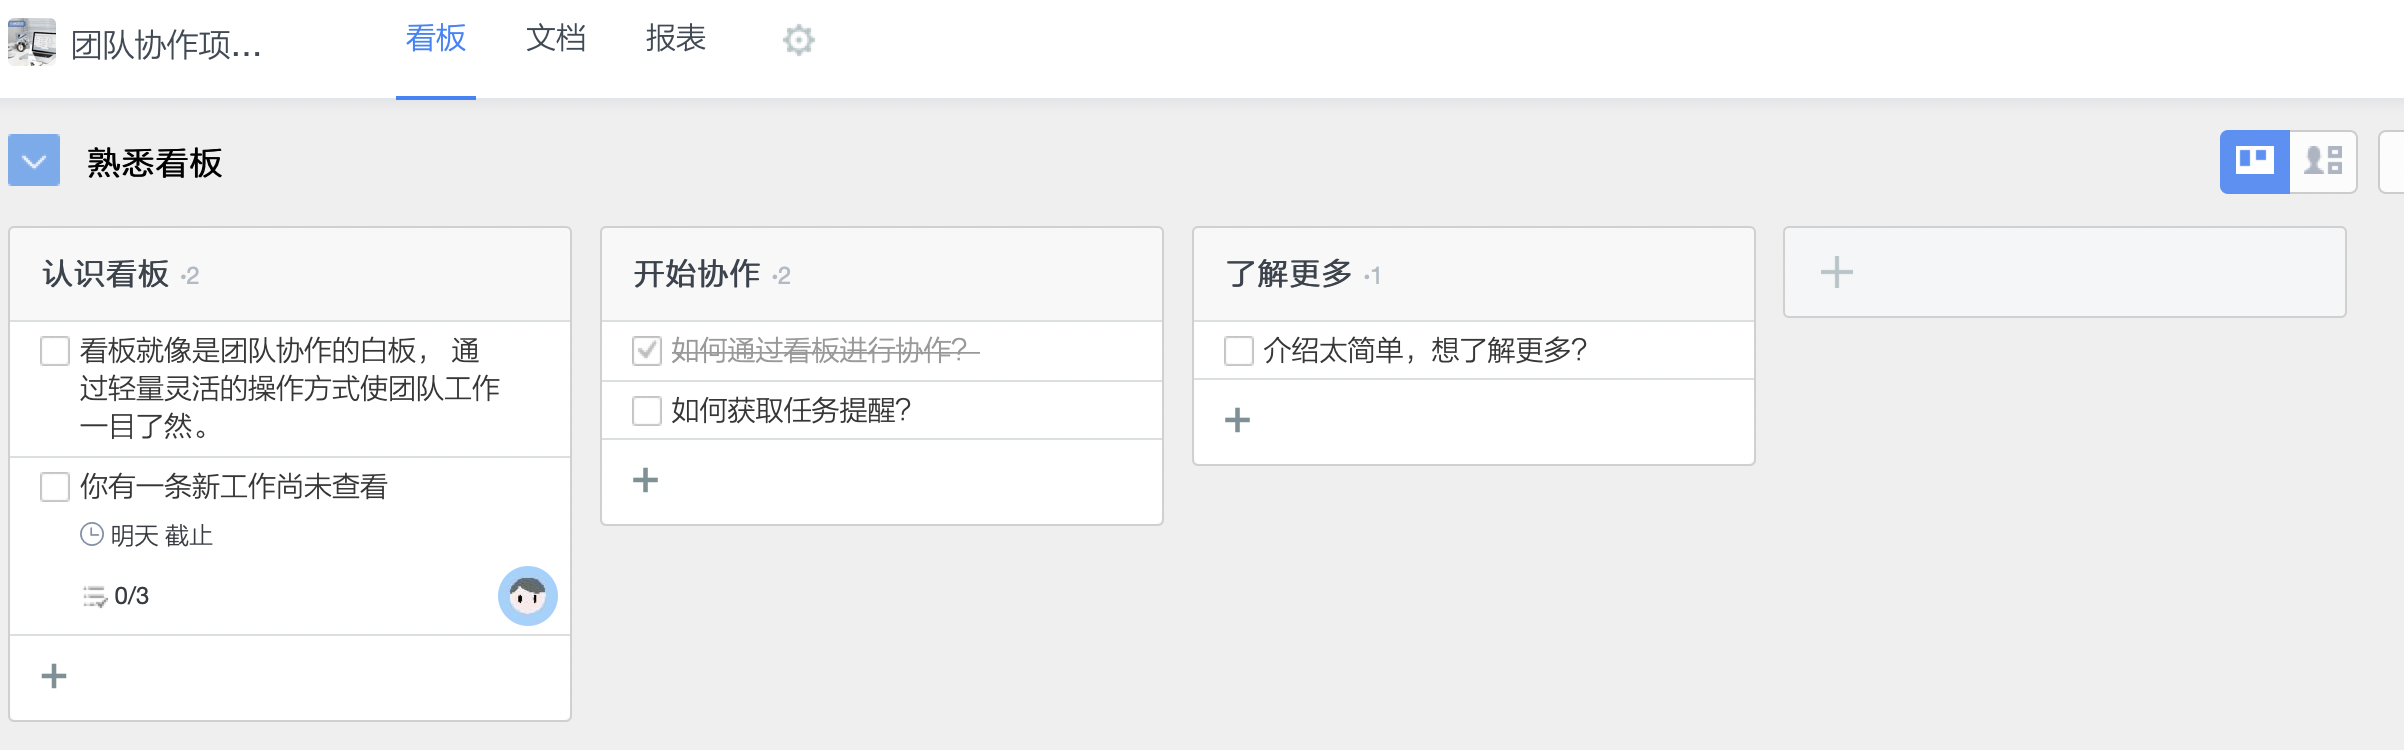 团队协作项...
看板 文档 报表
熟悉看板
认识看板 ·2
看板就像是团队协作的白板， 通
过轻量灵活的操作方式使团队工作
一目了然。
你有一条新工作尚未查看
明天 截止
0/3
开始协作 ·2
如何通过看板进行协作？
如何获取任务提醒？
了解更多 ·1
介绍太简单，想了解更多？